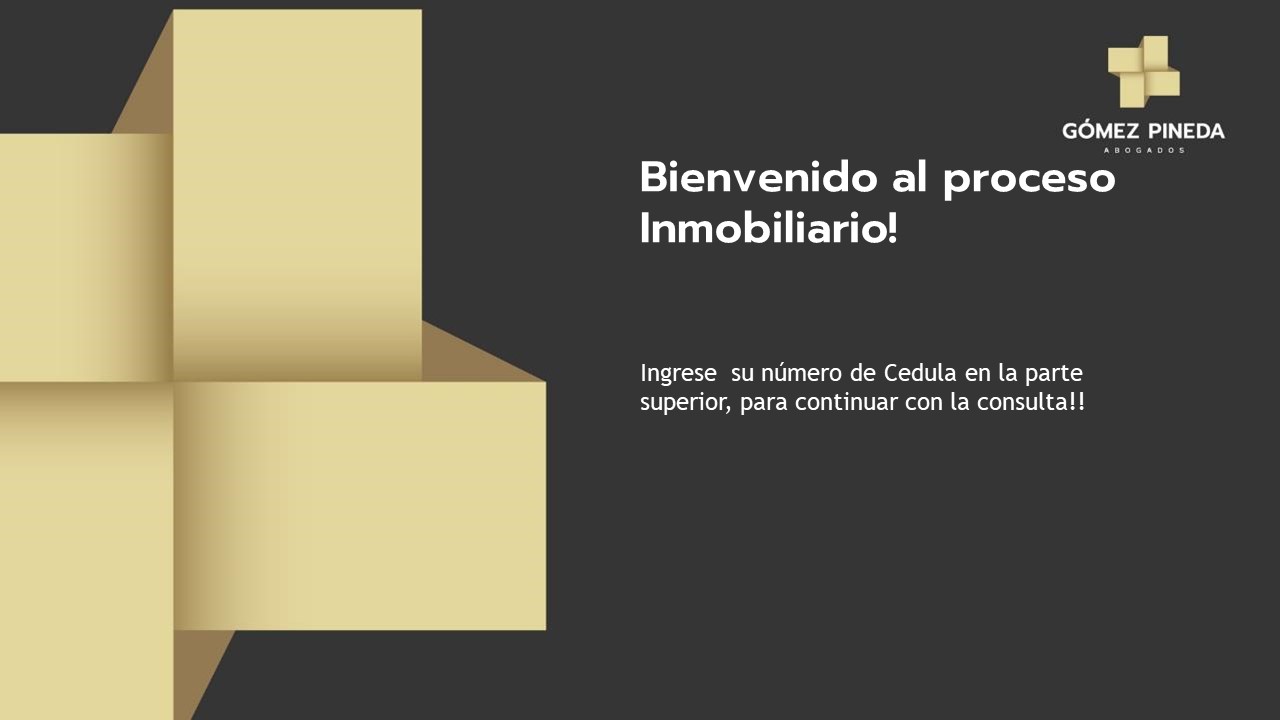 GÓMEZ PINEDA
ABOGADOS
Bienvenido al proceso
Inmobiliario!
Ingrese  su número de Cedula en la parte
superior, para continuar con la consulta!!